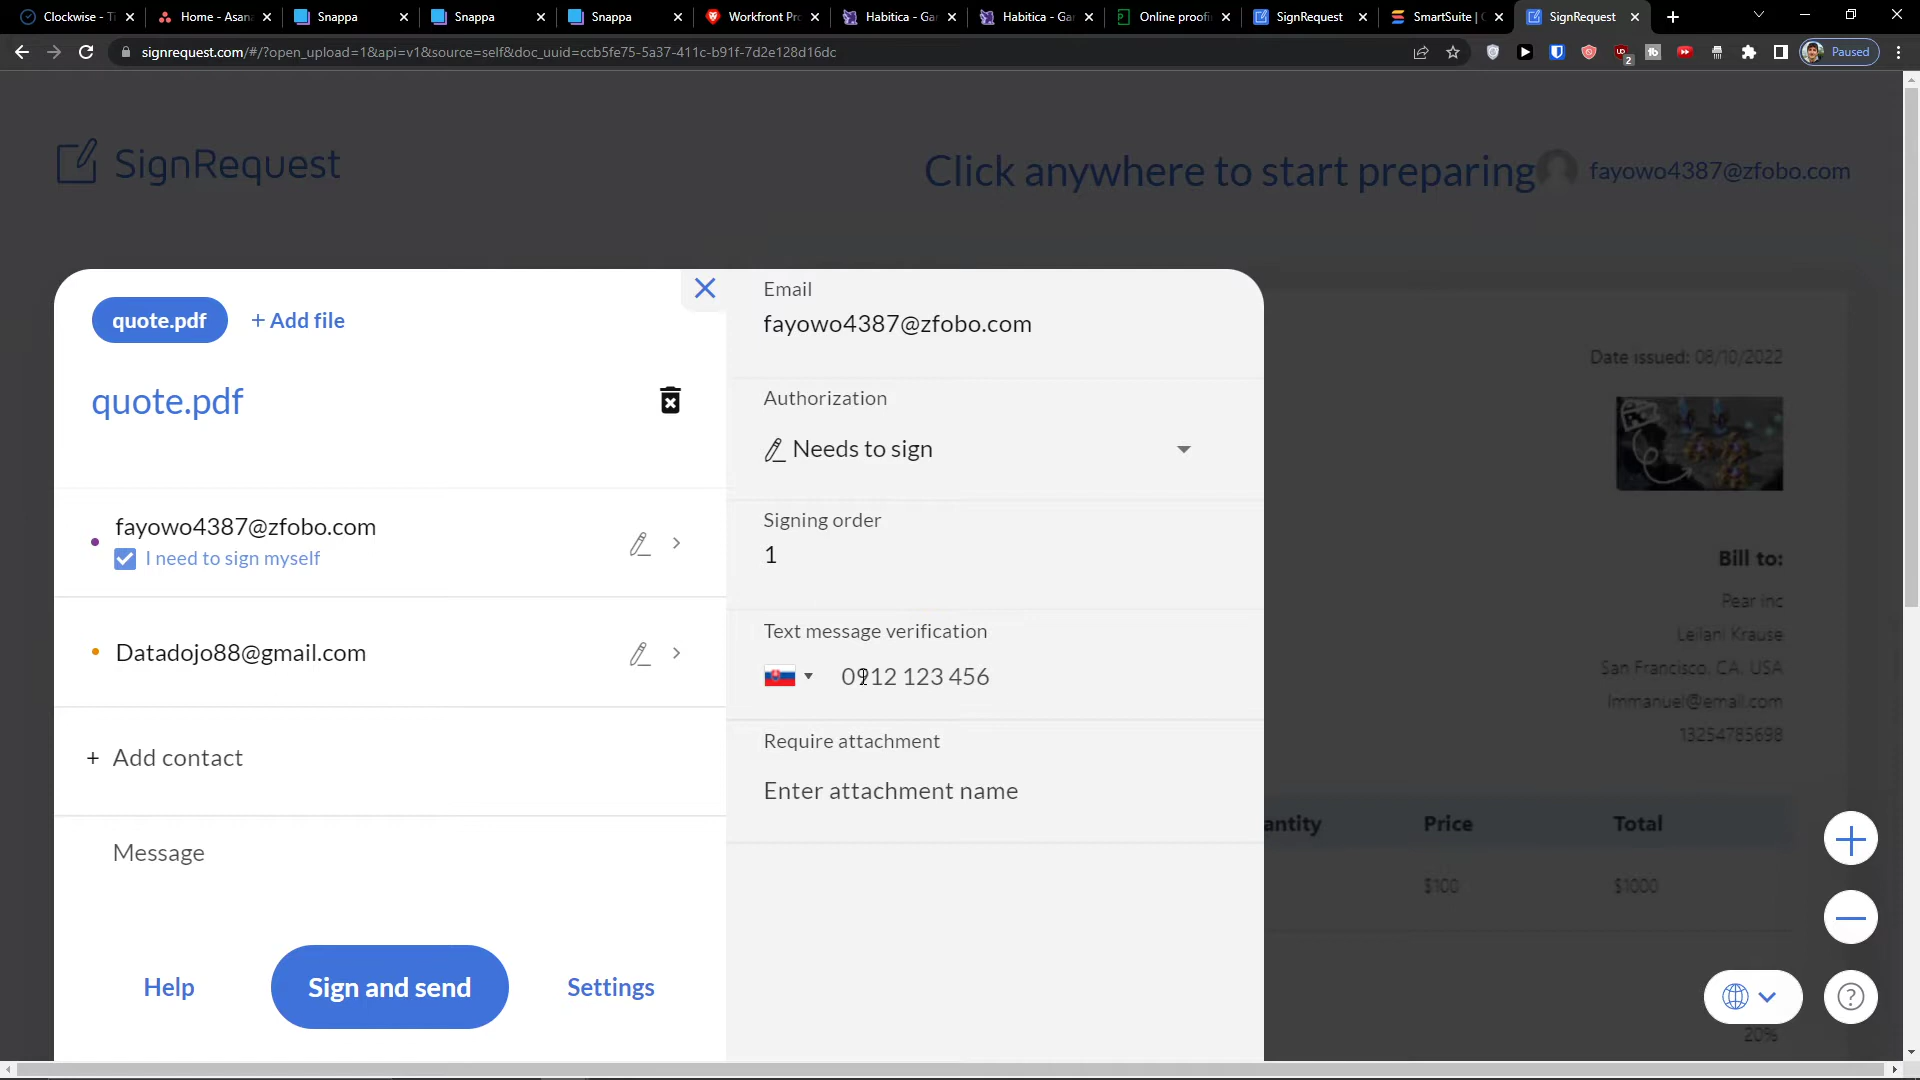 Clockwise - Ti
Home - Asan
Snappa
Snappa
Snappa
Workfront Pr
Habitica - Ga
Habitica - Ga
Online proofi
SignRequest
SmartSuite |
SignRequest
signrequest.com/#/?open_upload=1&api=v1&source=self&doc_uuid=ccb5fe75-5a37-411c-b91f-7d2e128d16dc
2
Paused
SignRequest
Click anywhere to start preparing
fayowo4387@zfobo.com
quote.pdf
+ Add file
quote.pdf
fayowo4387@zfobo.com
I need to sign myself
Datadojo88@gmail.com
+ Add contact
Message
Help
Sign and send
Settings
Email
fayowo4387@zfobo.com
Authorization
Needs to sign
Signing order
1
Text message verification
0912 123 456
Require attachment
Enter attachment name
Date issued: 08/10/2022
Bill to:
Pear inc
Leilani Krause
San Francisco, CA, USA
Immanuel@email.com
13254785698
antity
Price
Total
$100
$1000
20%